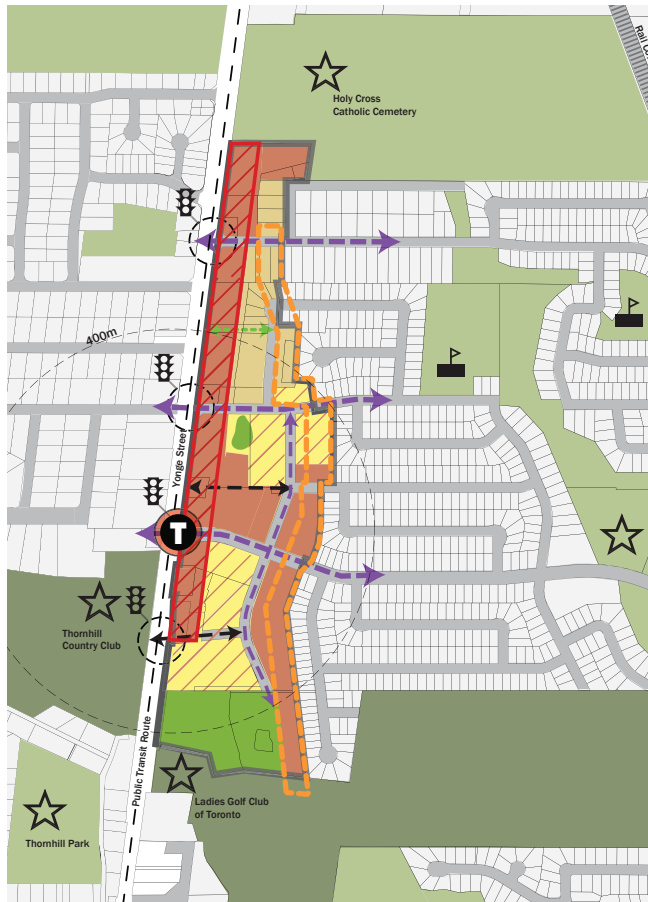 Rail Co
Holy Cross
Catholic Cemetery
400m
Yonge Street
T
Thornhill
Country Club
Public Transit Route
Ladies Golf Club
of Toronto
Thornhill Park